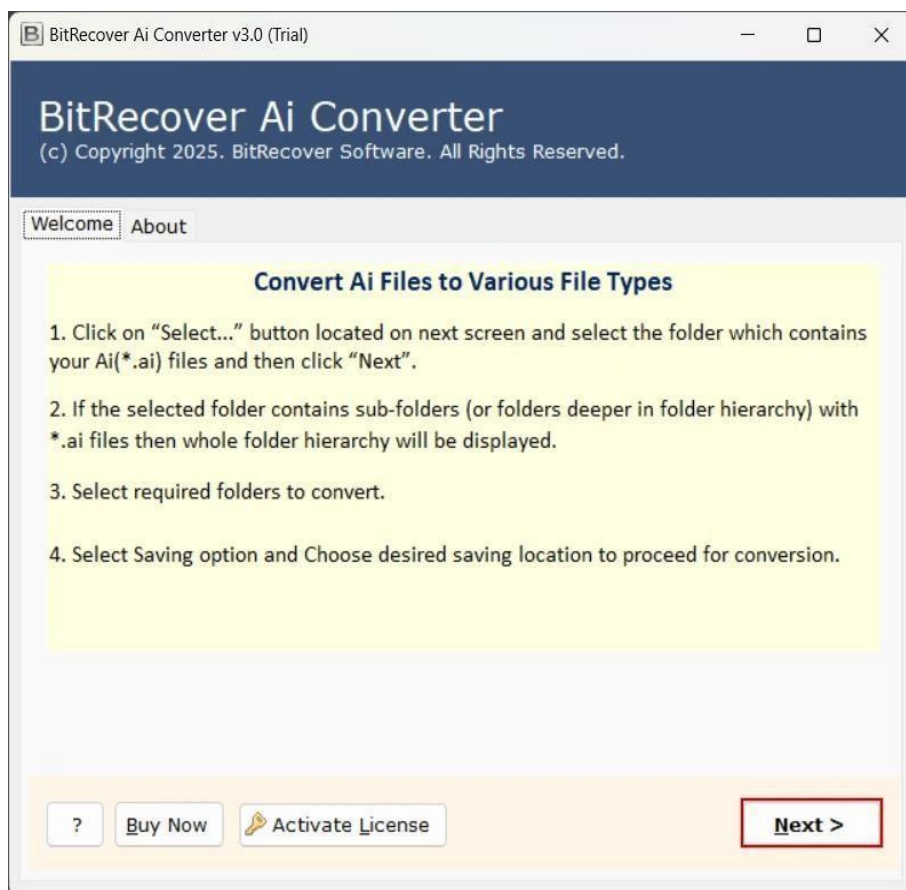 BitRecover Ai Converter v3.0 (Trial)
BitRecover Ai Converter
(c) Copyright 2025. BitRecover Software. All Rights Reserved.
Welcome
About
Convert Ai Files to Various File Types
1. Click on “Select...” button located on next screen and select the folder which contains
your Ai(*.ai) files and then click “Next”.
2. If the selected folder contains sub-folders (or folders deeper in folder hierarchy) with
*.ai files then whole folder hierarchy will be displayed.
3. Select required folders to convert.
4. Select Saving option and Choose desired saving location to proceed for conversion.
?
Buy Now
Activate License
Next >